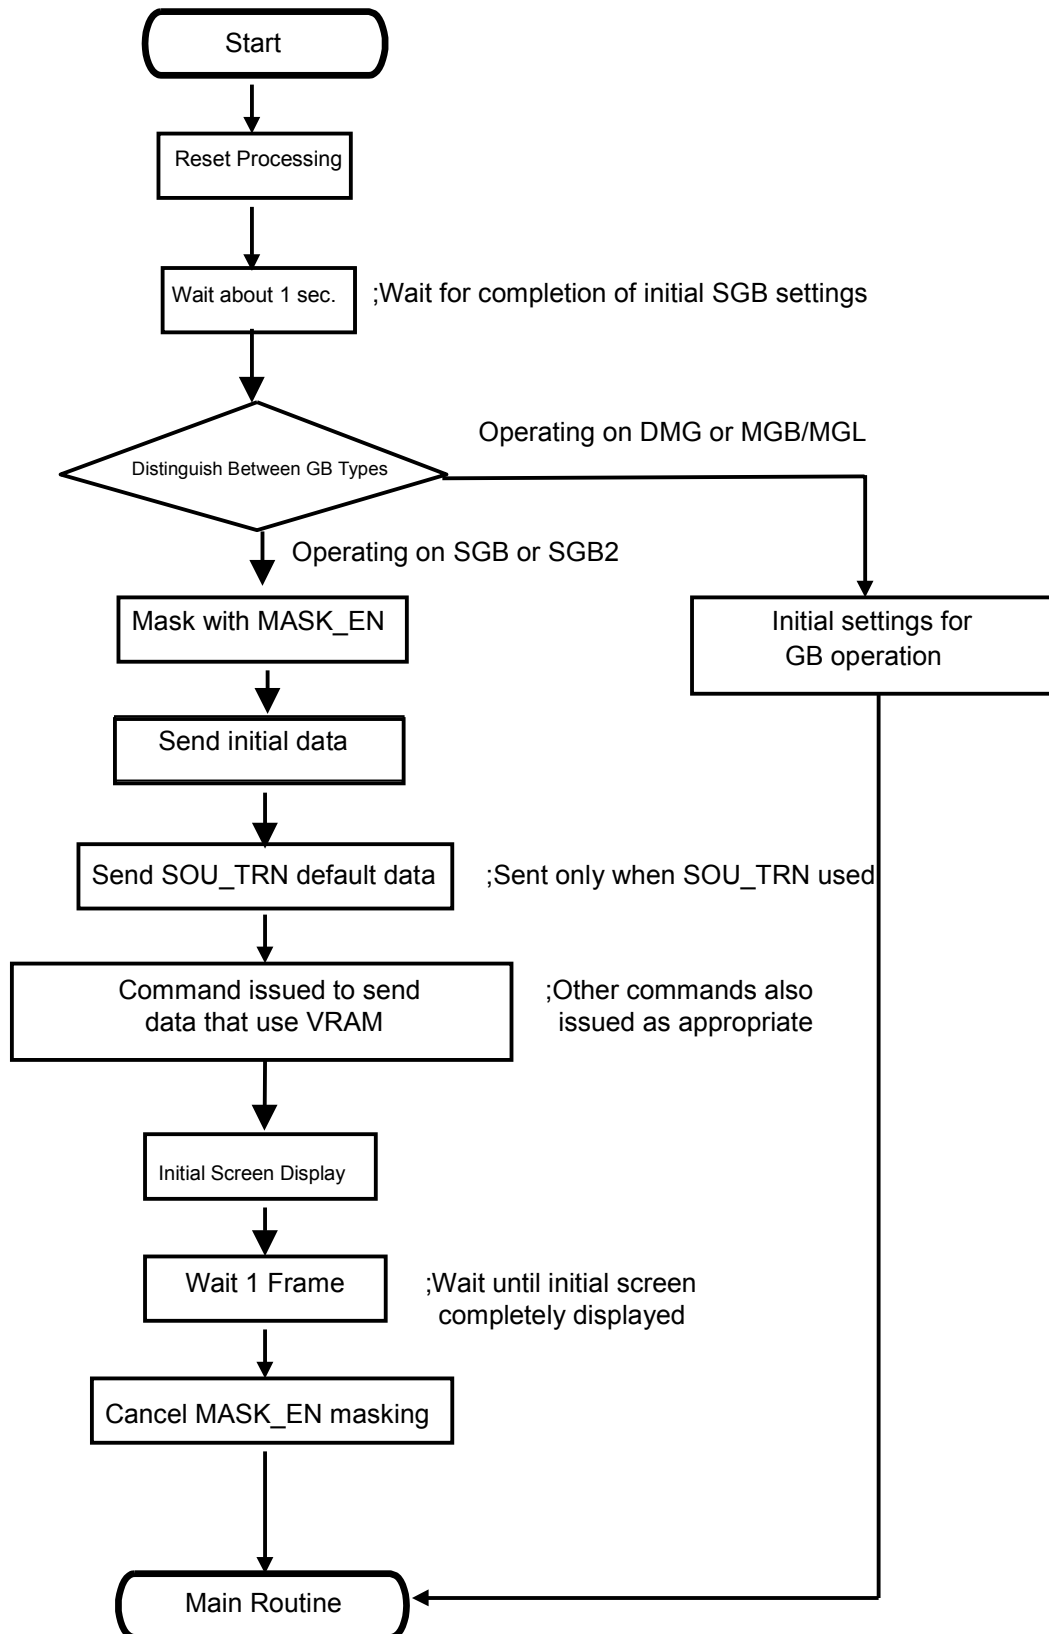 Start
Reset Processing
Wait about 1 sec.
;Wait for completion of initial SGB settings
Operating on DMG or MGB/MGL
Distinguish Between GB Types
Operating on SGB or SGB2
Mask with MASK_EN
Initial settings for
GB operation
Send initial data
Send SOU_TRN default data
;Sent only when SOU_TRN used
Command issued to send
data that use VRAM
;Other commands also
issued as appropriate
Initial Screen Display
Wait 1 Frame
;Wait until initial screen
completely displayed
Cancel MASK_EN masking
Main Routine